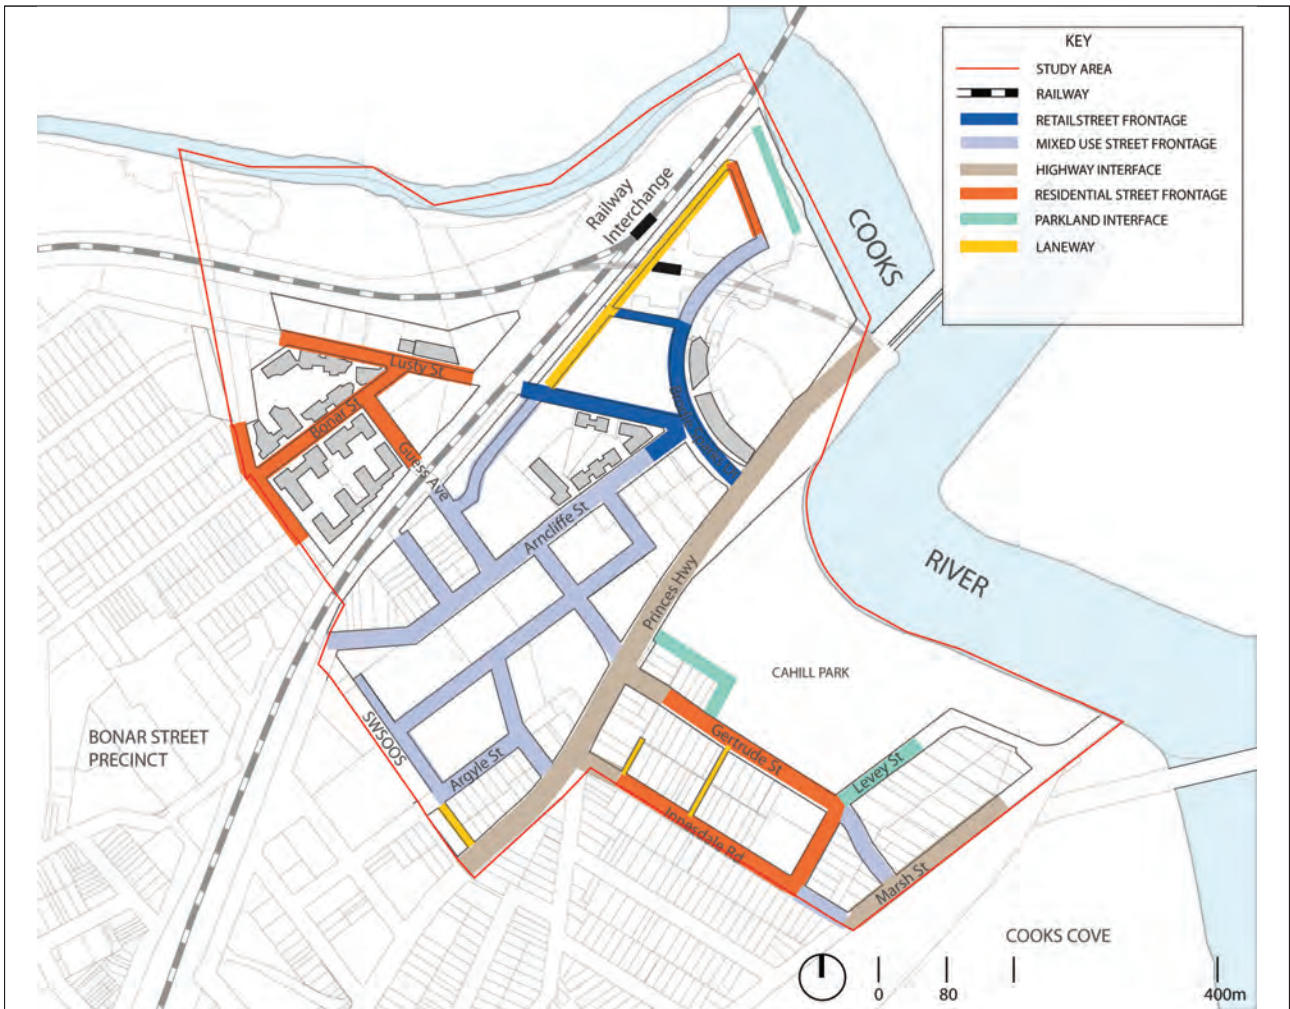 KEY
STUDY AREA
RAILWAY
RETAILSTREET FRONTAGE
MIXED USE STREET FRONTAGE
HIGHWAY INTERFACE
RESIDENTIAL STREET FRONTAGE
PARKLAND INTERFACE
LANEWAY
Railway
Interchange
COOKS
RIVER
Lusty St
Bonar St
Guess Ave
Arncliffe St
Princes Hwy
CAHILL PARK
BONAR STREET
PRECINCT
SWSOOS
Argyle St
Gertrude St
Levey St
Innesdale Rd
Marsh St
COOKS COVE
0
80
400m